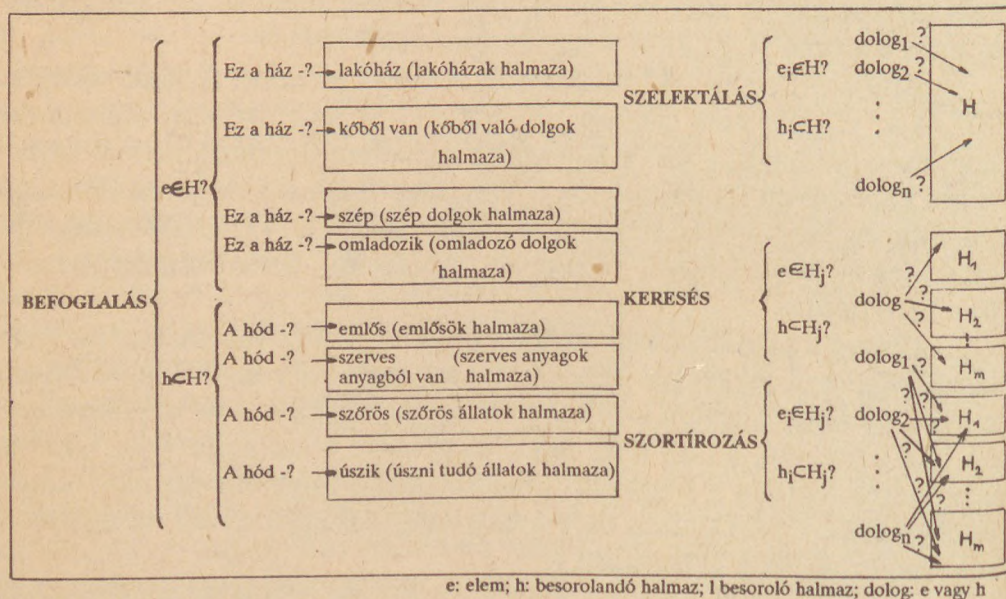 BEFOGLALÁS
e∈H?
Ez a ház -? lakóház (lakóházak halmaza)
Ez a ház -? kőből van (kőből való dolgok
halmaza)
Ez a ház -? szép (szép dolgok halmaza)
Ez a ház -? omladozik (omladozó dolgok
halmaza)
h⊂H?
A hód -? emlős (emlősök halmaza)
A hód -? szerves (szerves anyagok
anyagból van halmaza)
A hód -? szőrös (szőrös állatok halmaza)
A hód -? úszik (úszni tudó állatok halmaza)
SZELEKTÁLÁS
eᵢ∈H?
hᵢ⊂H?
dolog₁ ?
dolog₂ ?
⋮
dologₙ ?
H
KERESÉS
e∈Hⱼ?
h⊂Hⱼ?
dolog
? ? ?
H₁
H₂
⋮
Hₘ
SZORTÍROZÁS
eᵢ∈Hⱼ?
hᵢ⊂Hⱼ?
dolog₁ ?
dolog₂ ?
⋮
dologₙ ?
? ? ? ? ? ?
H₁
H₂
⋮
Hₘ
e: elem; h: besorolandó halmaz; l besoroló halmaz; dolog: e vagy h